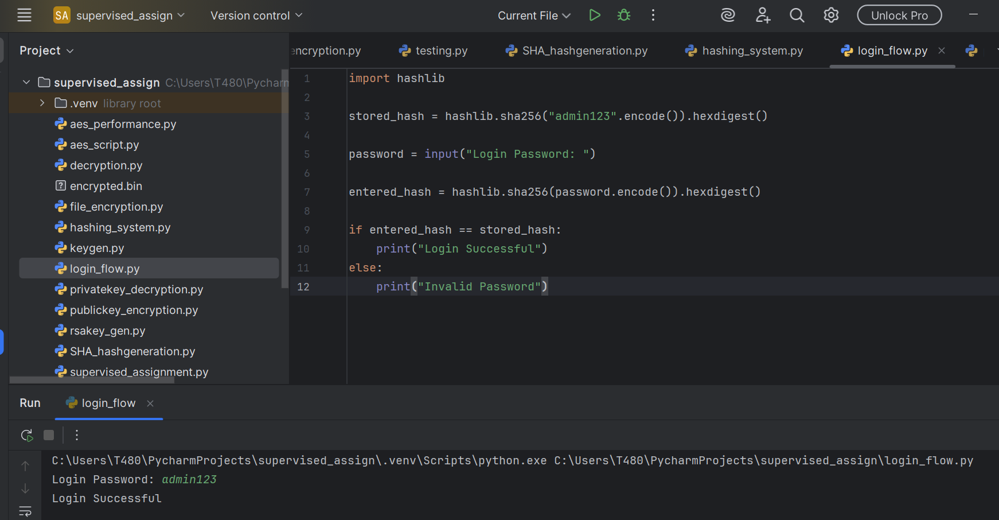 SA supervised_assign Version control Current File Unlock Pro
Project
encryption.py testing.py SHA_hashgeneration.py hashing_system.py login_flow.py
supervised_assign C:\Users\T480\Pycharm
.venv library root
aes_performance.py
aes_script.py
decryption.py
encrypted.bin
file_encryption.py
hashing_system.py
keygen.py
login_flow.py
privatekey_decryption.py
publickey_encryption.py
rsakey_gen.py
SHA_hashgeneration.py
supervised_assignment.py
1 import hashlib
2
3 stored_hash = hashlib.sha256("admin123".encode()).hexdigest()
4
5 password = input("Login Password: ")
6
7 entered_hash = hashlib.sha256(password.encode()).hexdigest()
8
9 if entered_hash == stored_hash:
10     print("Login Successful")
11 else:
12     print("Invalid Password")
Run login_flow
C:\Users\T480\PycharmProjects\supervised_assign\.venv\Scripts\python.exe C:\Users\T480\PycharmProjects\supervised_assign\login_flow.py
Login Password: admin123
Login Successful